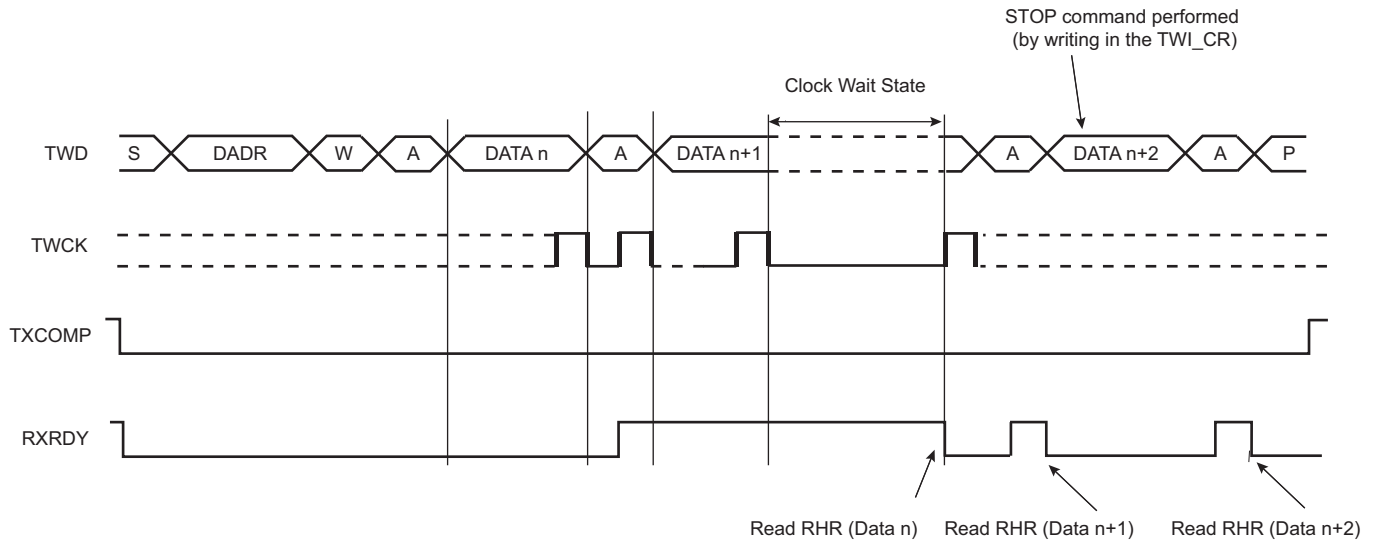 STOP command performed
(by writing in the TWI_CR)
Clock Wait State
TWD S DADR W A DATA n A DATA n+1 A DATA n+2 A P
TWCK
TXCOMP
RXRDY
Read RHR (Data n) Read RHR (Data n+1) Read RHR (Data n+2)